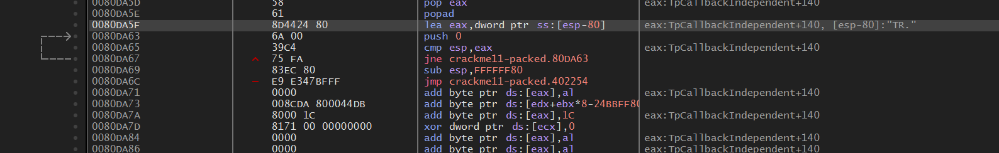 0080DA5D 58 pop eax eax:TpCallbackIndependent+140
0080DA5E 61 popad
0080DA5F 8D4424 80 lea eax,dword ptr ss:[esp-80] eax:TpCallbackIndependent+140, [esp-80]:"TR."
0080DA63 6A 00 push 0
0080DA65 39C4 cmp esp,eax eax:TpCallbackIndependent+140
0080DA67 75 FA jne crackme11-packed.80DA63
0080DA69 83EC 80 sub esp,FFFFFF80
0080DA6C E9 E347BFFF jmp crackme11-packed.402254
0080DA71 0000 add byte ptr ds:[eax],al eax:TpCallbackIndependent+140
0080DA73 008CDA 800044DB add byte ptr ds:[edx+ebx*8-24BBFF80
0080DA7A 8000 1C add byte ptr ds:[eax],1C eax:TpCallbackIndependent+140
0080DA7D 8171 00 00000000 xor dword ptr ds:[ecx],0
0080DA84 0000 add byte ptr ds:[eax],al eax:TpCallbackIndependent+140
0080DA86 0000 add byte ptr ds:[eax],al eax:TpCallbackIndependent+140